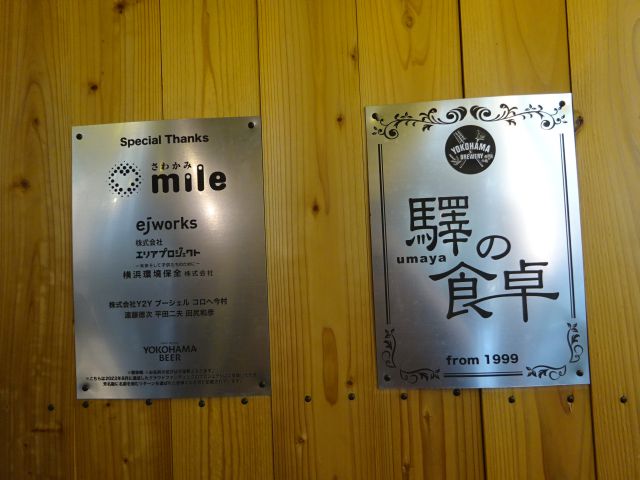 Special Thanks
さわかみ
mile
ejworks
株式会社
エリアプロジェクト
横浜環境保全 株式会社
株式会社Y2Y ブーシェル コロヘ今村
遠藤徳次 平田二夫 田尻和彦
YOKOHAMA
BEER
YOKOHAMA
BREWERY
驛の
umaya
食卓
from 1999